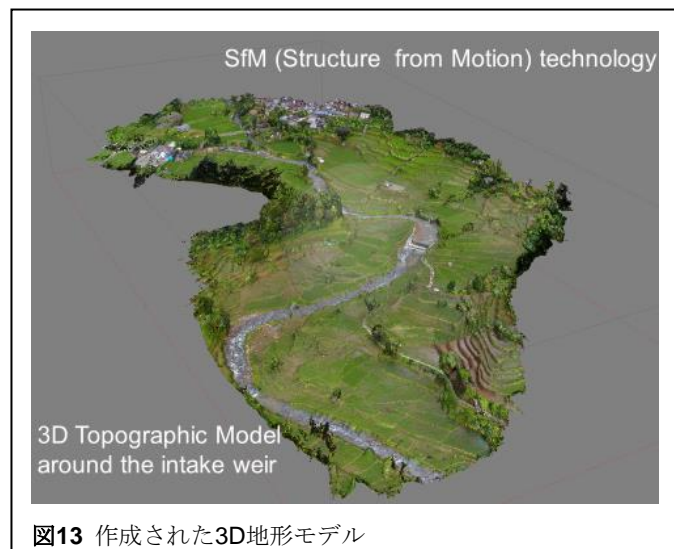 SfM (Structure from Motion) technology
3D Topographic Model
around the intake weir
図13 作成された3D地形モデル